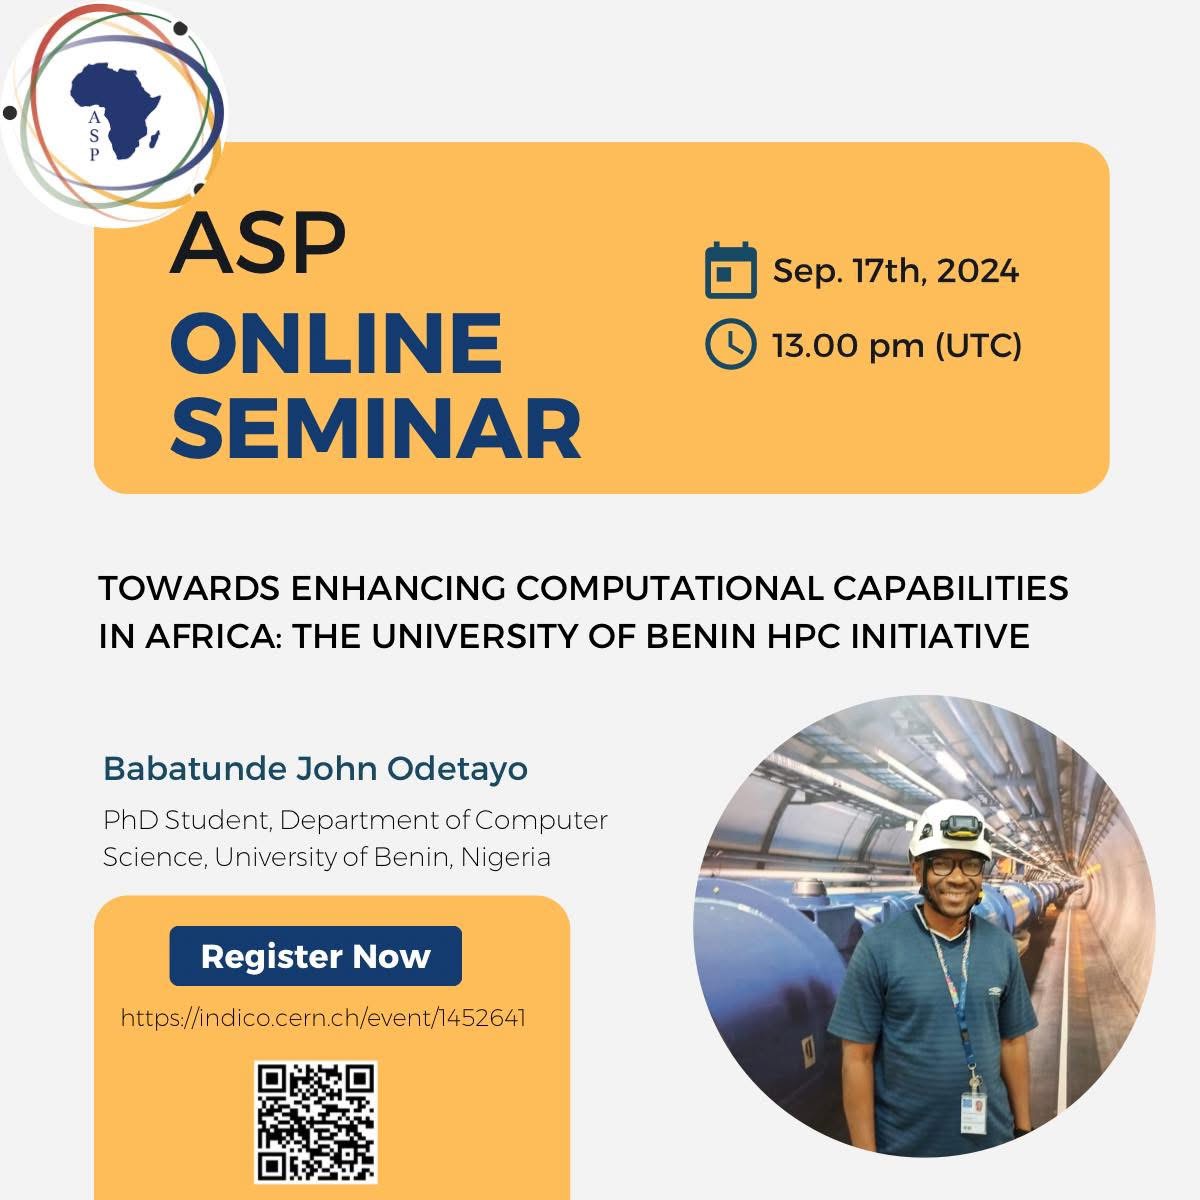 A
S
P
ASP
ONLINE
SEMINAR
Sep. 17th, 2024
13.00 pm (UTC)
TOWARDS ENHANCING COMPUTATIONAL CAPABILITIES
IN AFRICA: THE UNIVERSITY OF BENIN HPC INITIATIVE
Babatunde John Odetayo
PhD Student, Department of Computer
Science, University of Benin, Nigeria
Register Now
https://indico.cern.ch/event/1452641